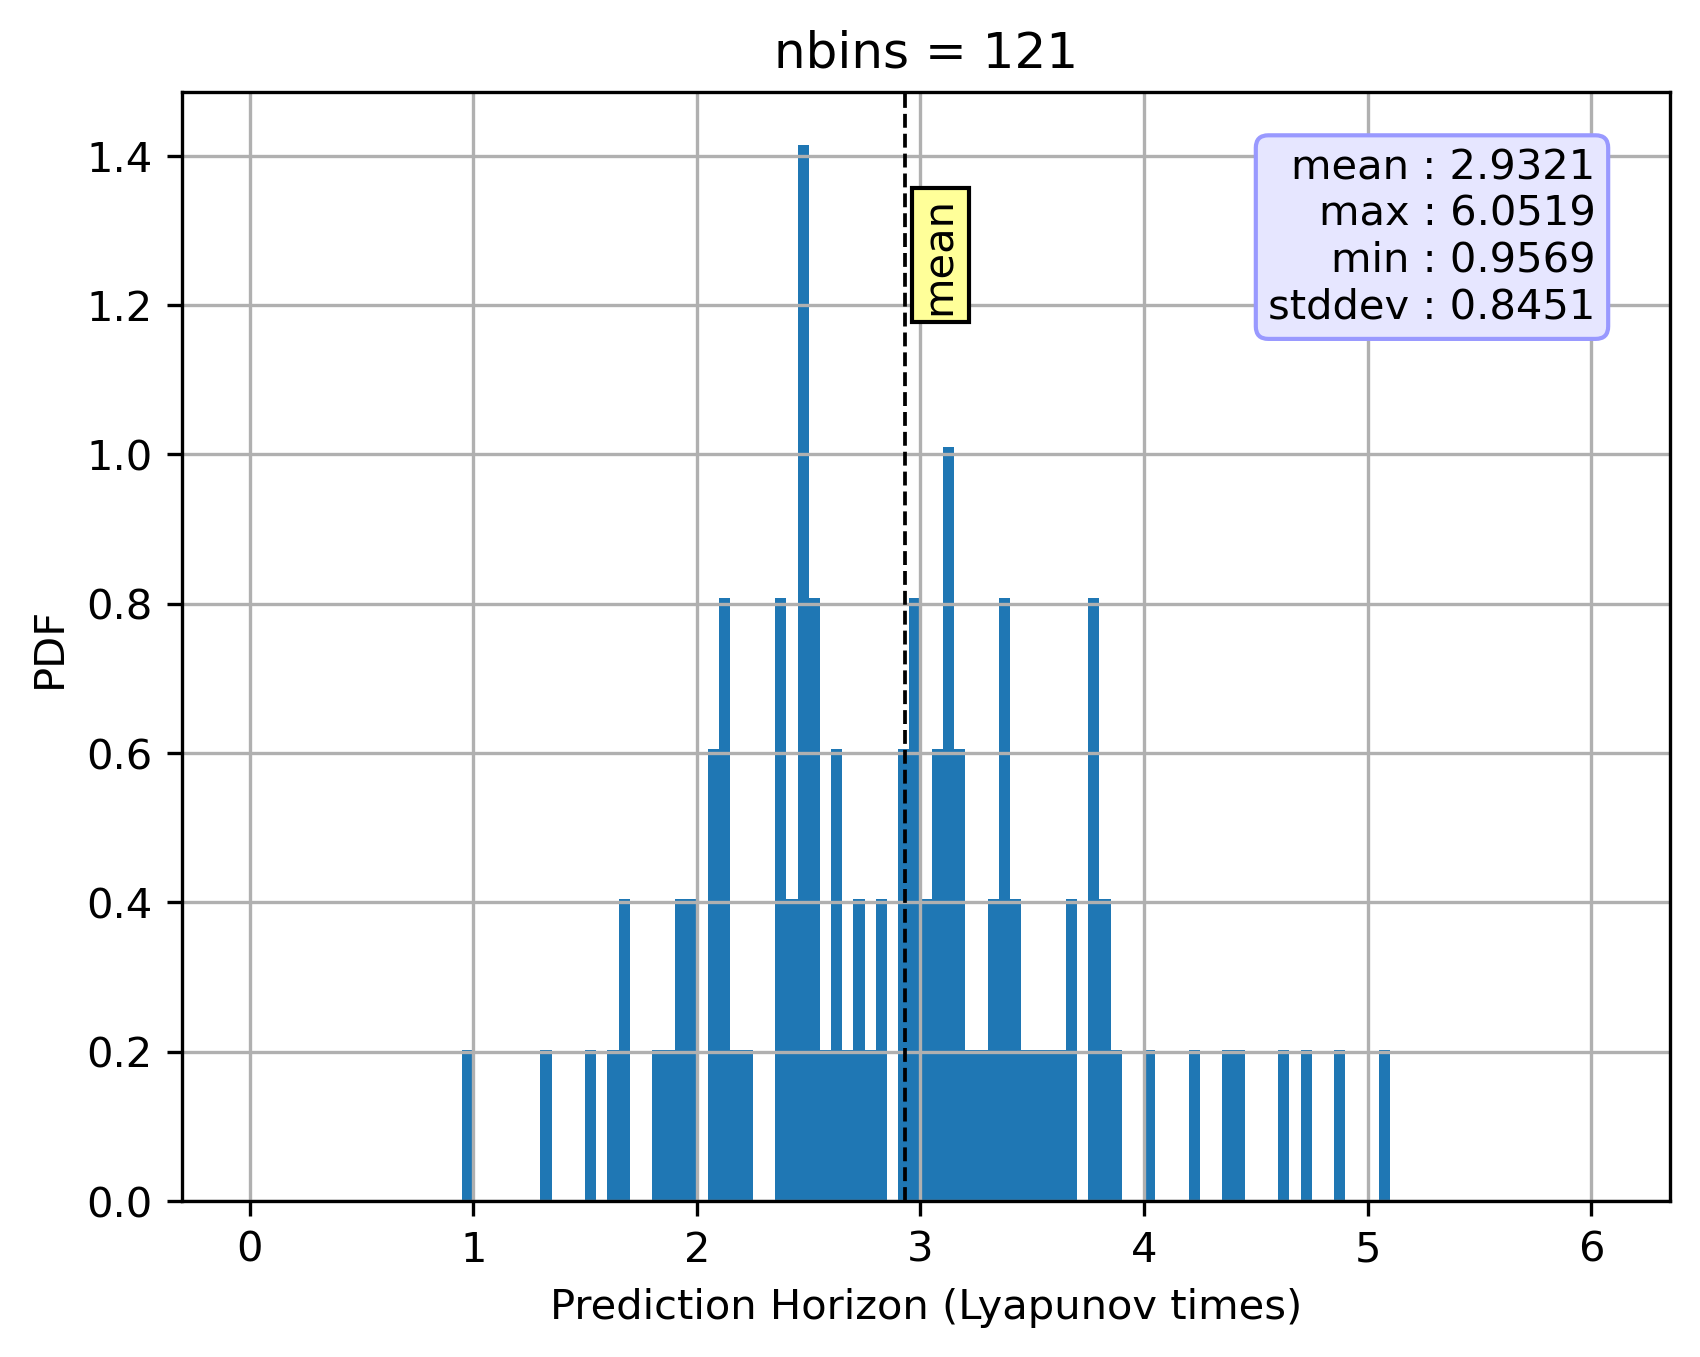 nbins = 121
mean : 2.9321
max : 6.0519
min : 0.9569
stddev : 0.8451
mean
PDF
1.4
1.2
1.0
0.8
0.6
0.4
0.2
0.0
0 1 2 3 4 5 6
Prediction Horizon (Lyapunov times)